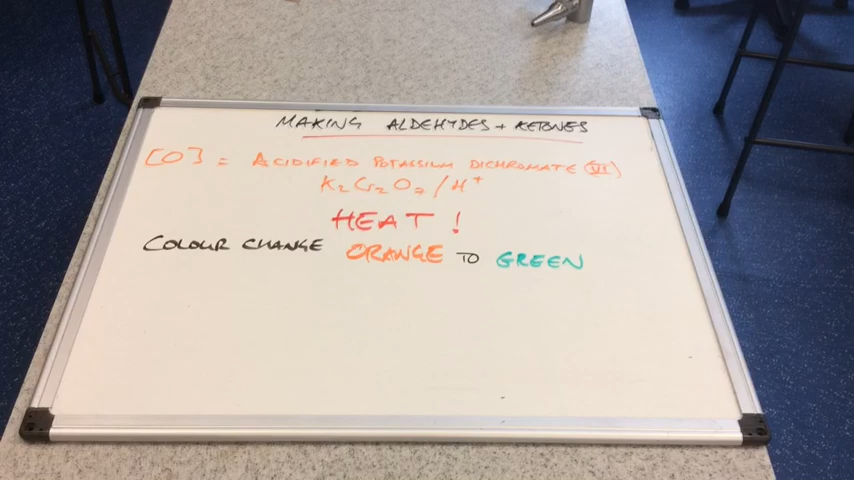 MAKING ALDEHYDES + KETONES
[O] = ACIDIFIED POTASSIUM DICHROMATE (VI)
K₂Cr₂O₇/H⁺
HEAT!
COLOUR CHANGE ORANGE TO GREEN